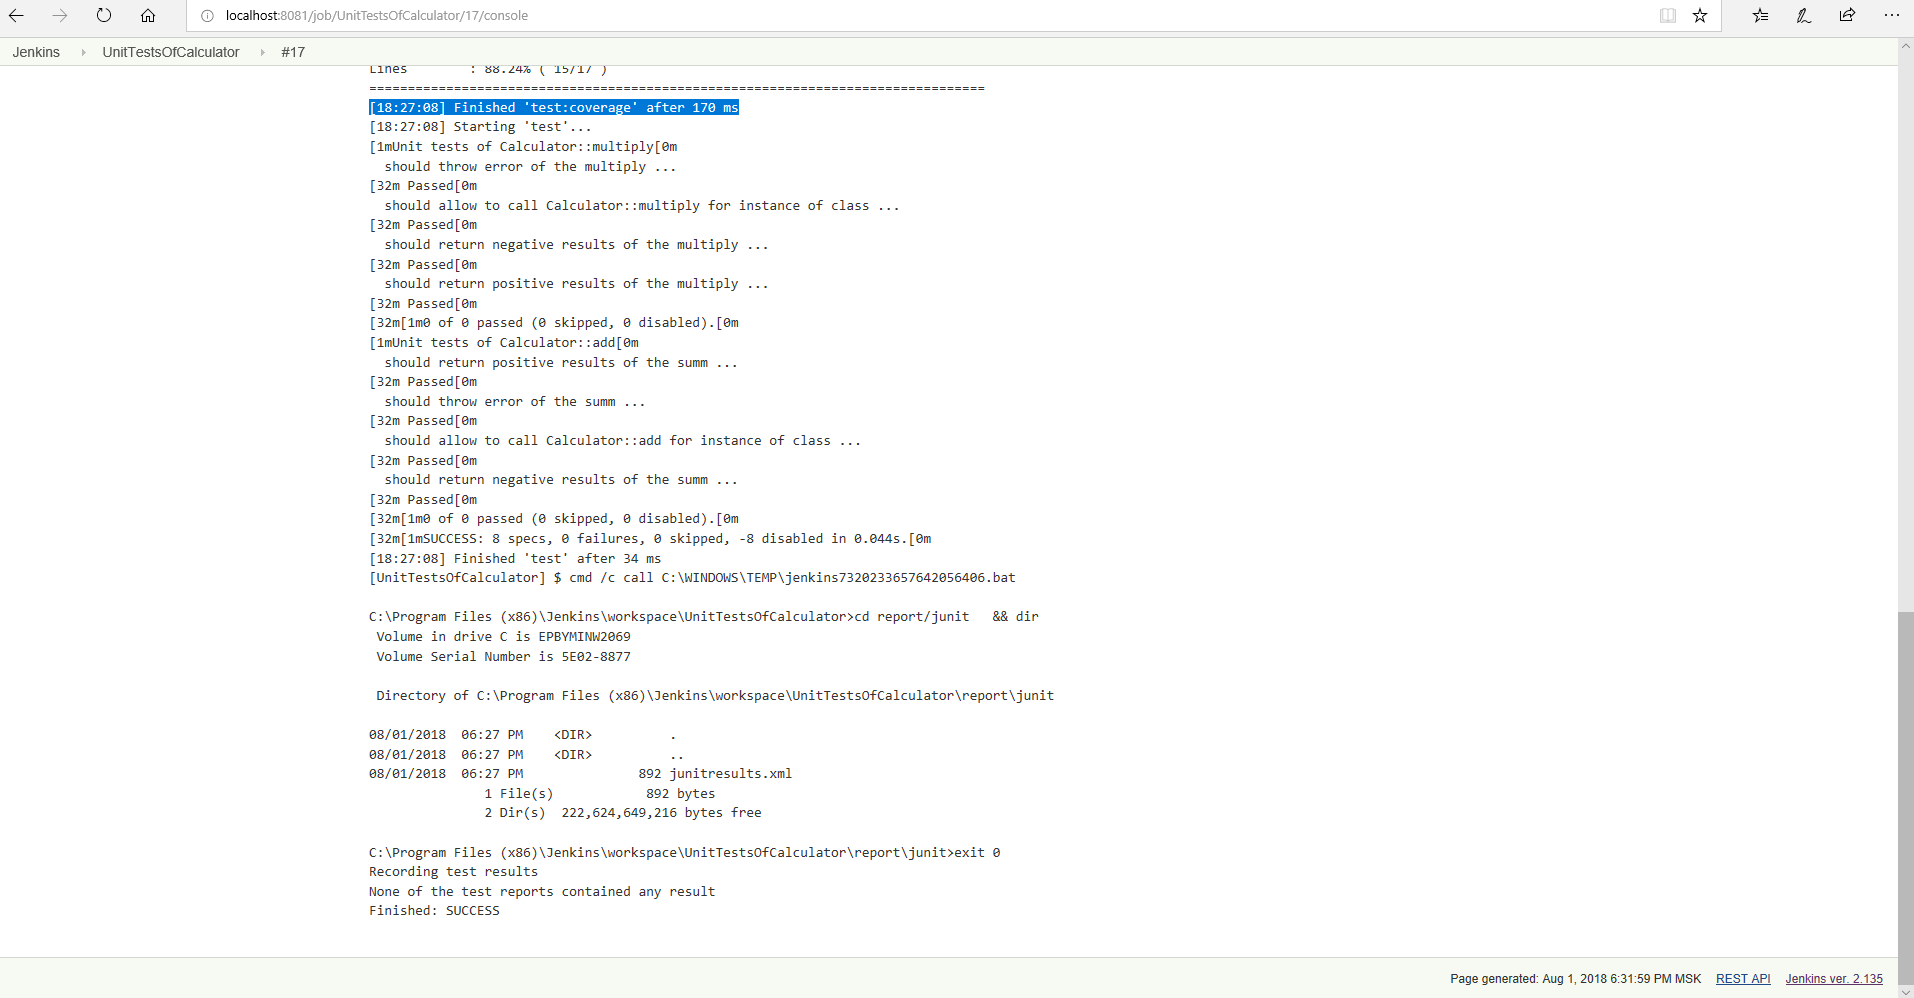 localhost:8081/job/UnitTestsOfCalculator/17/console
Jenkins UnitTestsOfCalculator #17
Lines : 88.24% ( 15/17 )
================================================================================
[18:27:08] Finished 'test:coverage' after 170 ms
[18:27:08] Starting 'test'...
[1mUnit tests of Calculator::multiply[0m
should throw error of the multiply ...
[32m Passed[0m
should allow to call Calculator::multiply for instance of class ...
[32m Passed[0m
should return negative results of the multiply ...
[32m Passed[0m
should return positive results of the multiply ...
[32m Passed[0m
[32m[1m0 of 0 passed (0 skipped, 0 disabled).[0m
[1mUnit tests of Calculator::add[0m
should return positive results of the summ ...
[32m Passed[0m
should throw error of the summ ...
[32m Passed[0m
should allow to call Calculator::add for instance of class ...
[32m Passed[0m
should return negative results of the summ ...
[32m Passed[0m
[32m[1m0 of 0 passed (0 skipped, 0 disabled).[0m
[32m[1mSUCCESS: 8 specs, 0 failures, 0 skipped, -8 disabled in 0.044s.[0m
[18:27:08] Finished 'test' after 34 ms
[UnitTestsOfCalculator] $ cmd /c call C:\WINDOWS\TEMP\jenkins7320233657642056406.bat
C:\Program Files (x86)\Jenkins\workspace\UnitTestsOfCalculator>cd report/junit   && dir
Volume in drive C is EPBYMINW2069
Volume Serial Number is 5E02-8877
Directory of C:\Program Files (x86)\Jenkins\workspace\UnitTestsOfCalculator\report\junit
08/01/2018  06:27 PM    <DIR>          .
08/01/2018  06:27 PM    <DIR>          ..
08/01/2018  06:27 PM               892 junitresults.xml
1 File(s)            892 bytes
2 Dir(s)  222,624,649,216 bytes free
C:\Program Files (x86)\Jenkins\workspace\UnitTestsOfCalculator\report\junit>exit 0
Recording test results
None of the test reports contained any result
Finished: SUCCESS
Page generated: Aug 1, 2018 6:31:59 PM MSK REST API Jenkins ver. 2.135